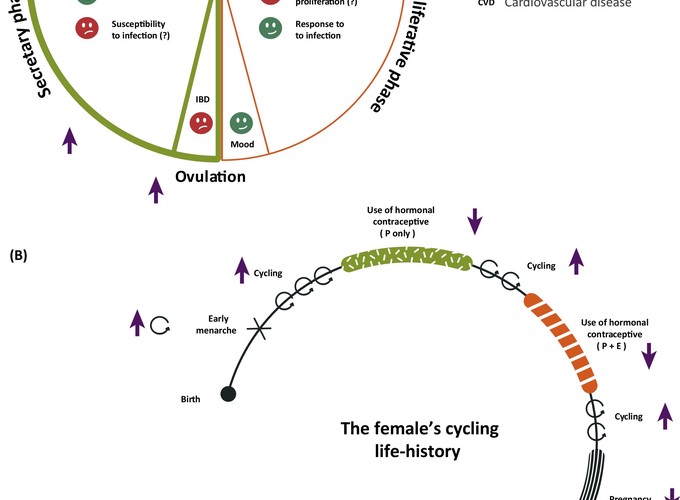 proliferation (?)
CVD Cardiovascular disease
Susceptibility
to infection (?)
Response to
to infection
Secretary pha
liferative phase
IBD
Mood
Ovulation
(B)
Use of hormonal
contraceptive
( P only )
Cycling
Cycling
Early
menarche
Use of hormonal
contraceptive
( P + E )
Birth
Cycling
The female's cycling
life-history
Pregnancy